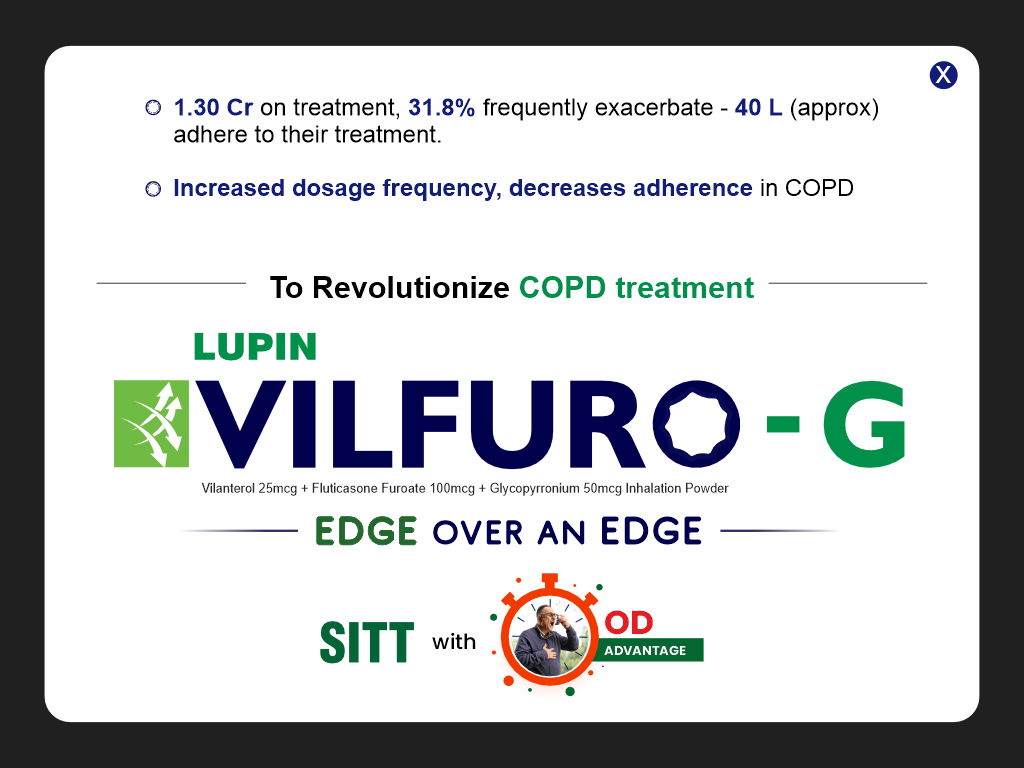 X
1.30 Cr on treatment, 31.8% frequently exacerbate - 40 L (approx)
adhere to their treatment.
Increased dosage frequency, decreases adherence in COPD
To Revolutionize COPD treatment
LUPIN
VILFURO - G
Vilanterol 25mcg + Fluticasone Furoate 100mcg + Glycopyrronium 50mcg Inhalation Powder
EDGE OVER AN EDGE
SITT with OD
ADVANTAGE